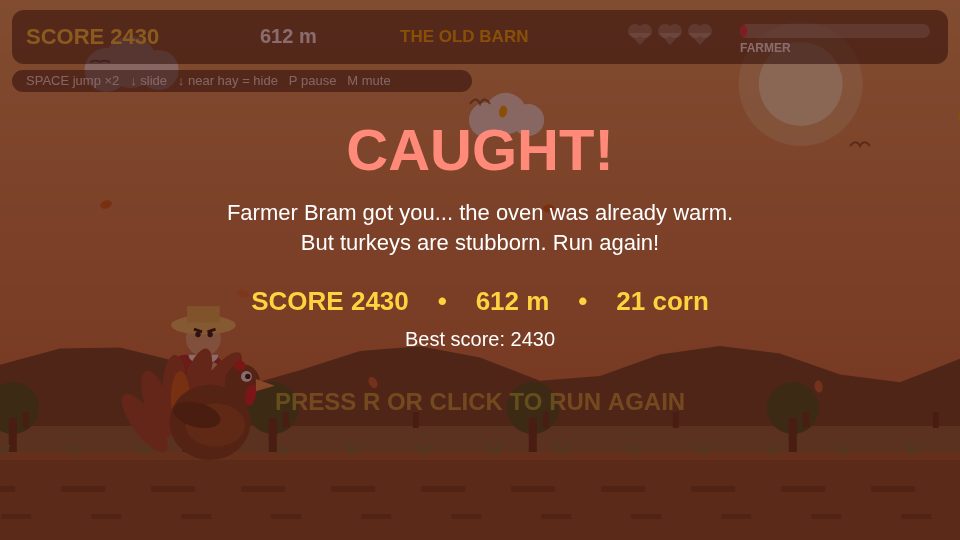 SCORE 2430 612 m THE OLD BARN
FARMER
SPACE jump ×2 ↓ slide ↓ near hay = hide P pause M mute
CAUGHT!
Farmer Bram got you... the oven was already warm.
But turkeys are stubborn. Run again!
SCORE 2430 • 612 m • 21 corn
Best score: 2430
PRESS R OR CLICK TO RUN AGAIN